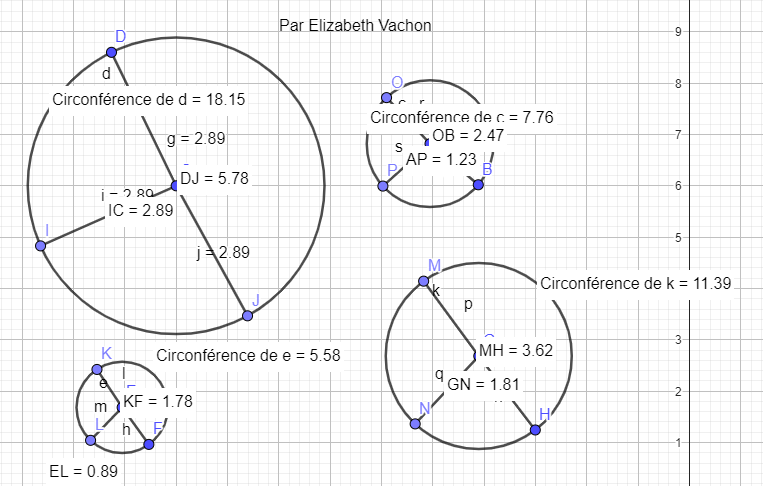 Par Elizabeth Vachon
9
D
d
8
O
Circonférence de d = 18.15
Circonférence de c = 7.76
g = 2.89
7
OB = 2.47
s
AP = 1.23
DJ = 5.78
P
B
6
i = 2.89
IC = 2.89
I
5
j = 2.89
M
Circonférence de k = 11.39
k
J
p
3
K
Circonférence de e = 5.58
MH = 3.62
l
q
GN = 1.81
e
2
KF = 1.78
m
N
H
L
h
F
1
EL = 0.89